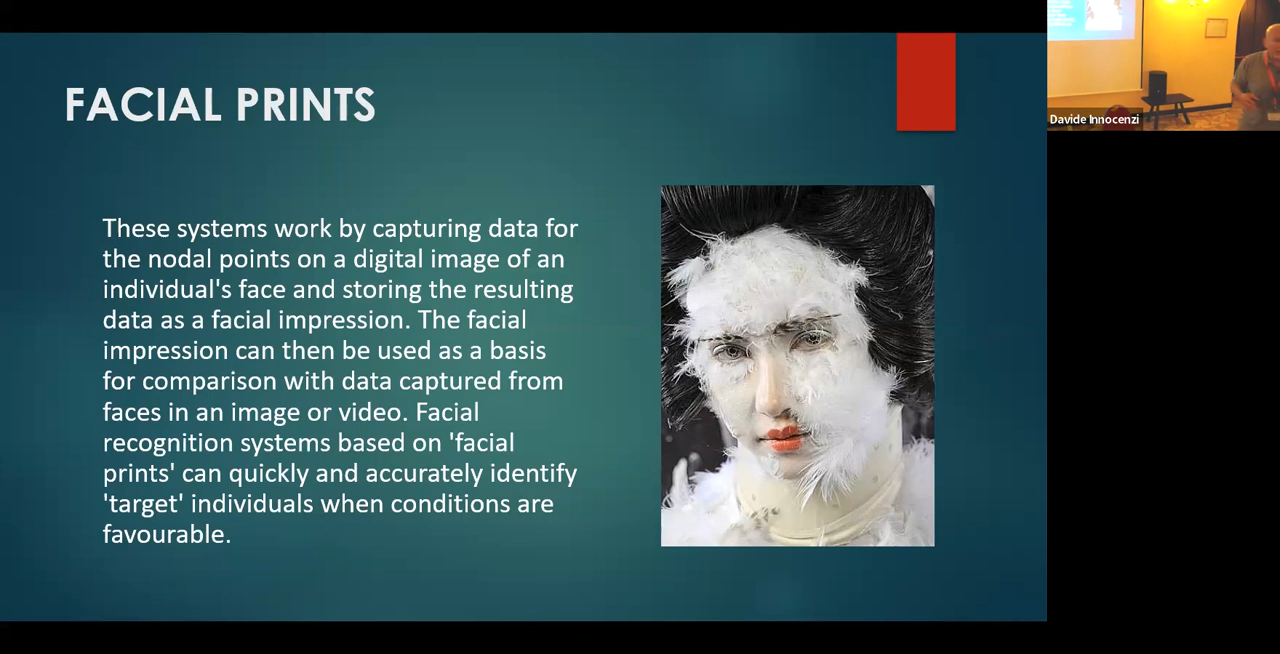 FACIAL PRINTS
These systems work by capturing data for
the nodal points on a digital image of an
individual's face and storing the resulting
data as a facial impression. The facial
impression can then be used as a basis
for comparison with data captured from
faces in an image or video. Facial
recognition systems based on 'facial
prints' can quickly and accurately identify
'target' individuals when conditions are
favourable.
Davide Innocenzi